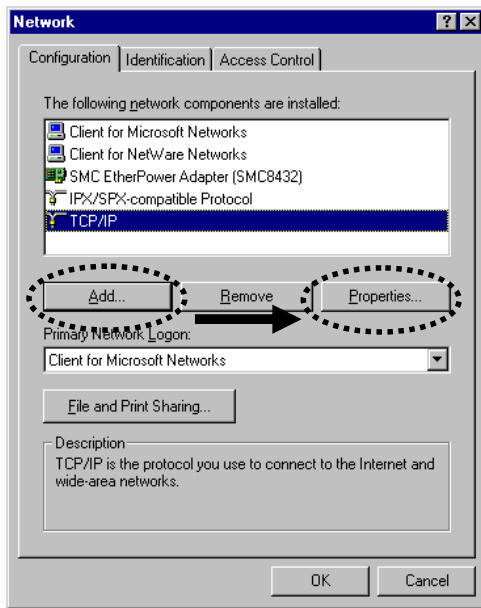 Network
Configuration Identification Access Control
The following network components are installed:
Client for Microsoft Networks
Client for NetWare Networks
SMC EtherPower Adapter (SMC8432)
IPX/SPX-compatible Protocol
TCP/IP
Add... Remove Properties...
Primary Network Logon:
Client for Microsoft Networks
File and Print Sharing...
Description
TCP/IP is the protocol you use to connect to the Internet and
wide-area networks.
OK Cancel